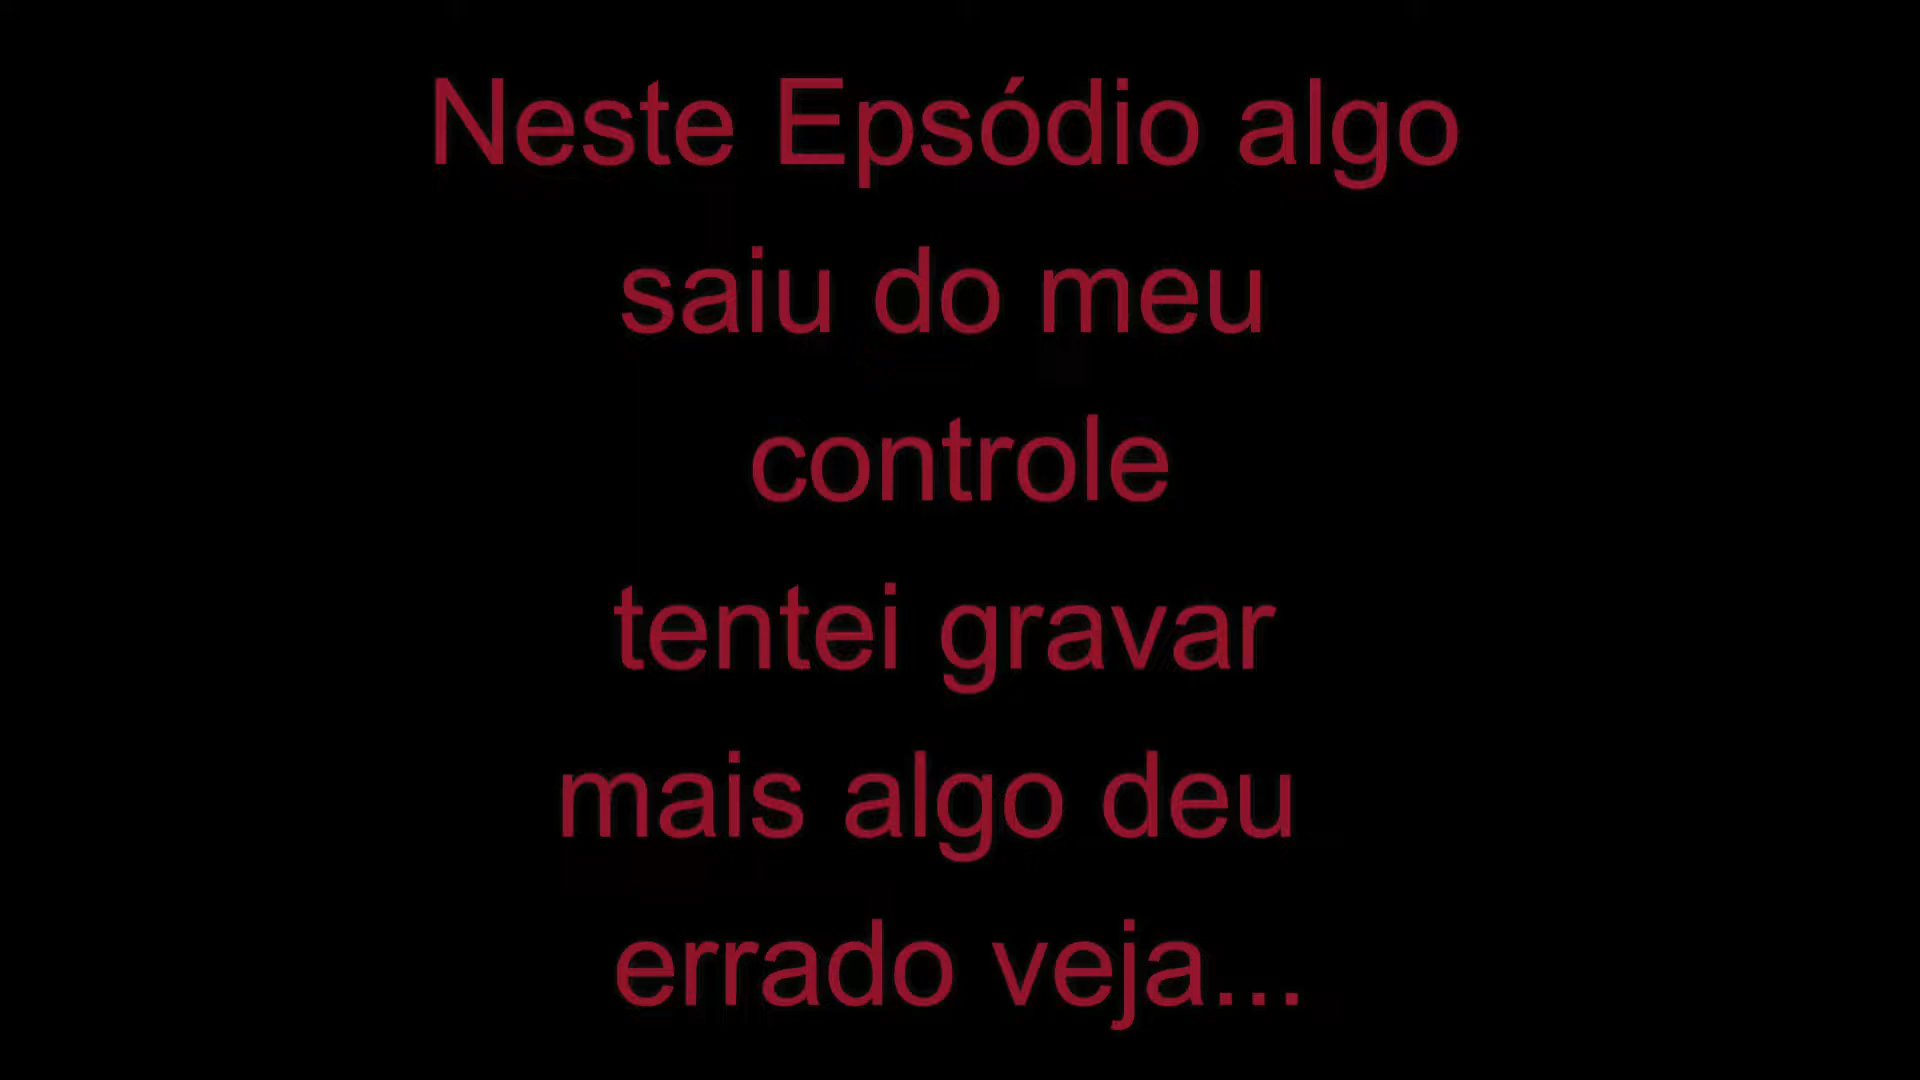 Neste Epsódio algo
saiu do meu
controle
tentei gravar
mais algo deu
errado veja...